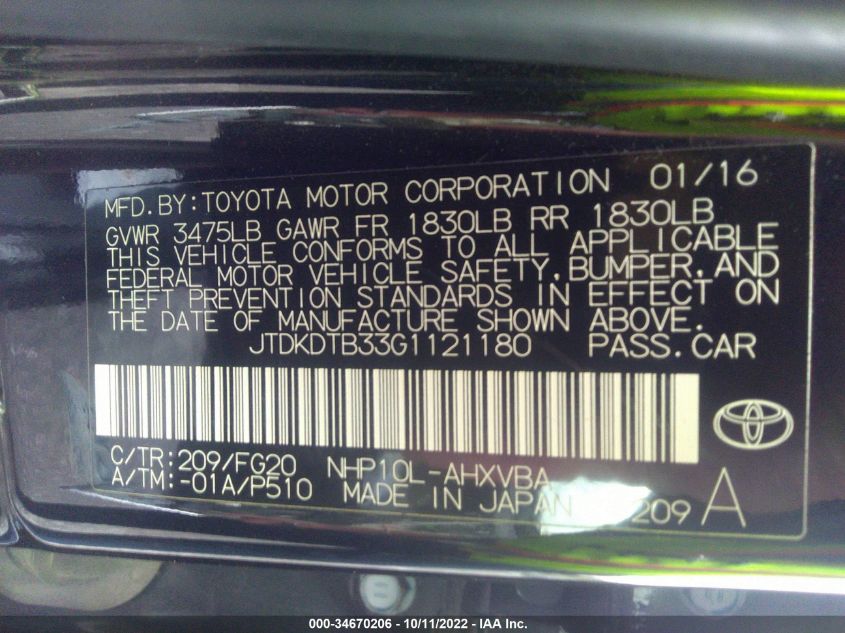 MFD.BY:TOYOTA MOTOR CORPORATION 01/16
GVWR 3475LB GAWR FR 1830LB RR 1830LB
THIS VEHICLE CONFORMS TO ALL APPLICABLE
FEDERAL MOTOR VEHICLE SAFETY,BUMPER,AND
THEFT PREVENTION STANDARDS IN EFFECT ON
THE DATE OF MANUFACTURE SHOWN ABOVE.
JTDKDTB33G1121180 PASS.CAR
C/TR:209/FG20 NHP10L-AHXVBA
A/TM:-01A/P510 MADE IN JAPAN 209 A
000-34670206 - 10/11/2022 - IAA Inc.